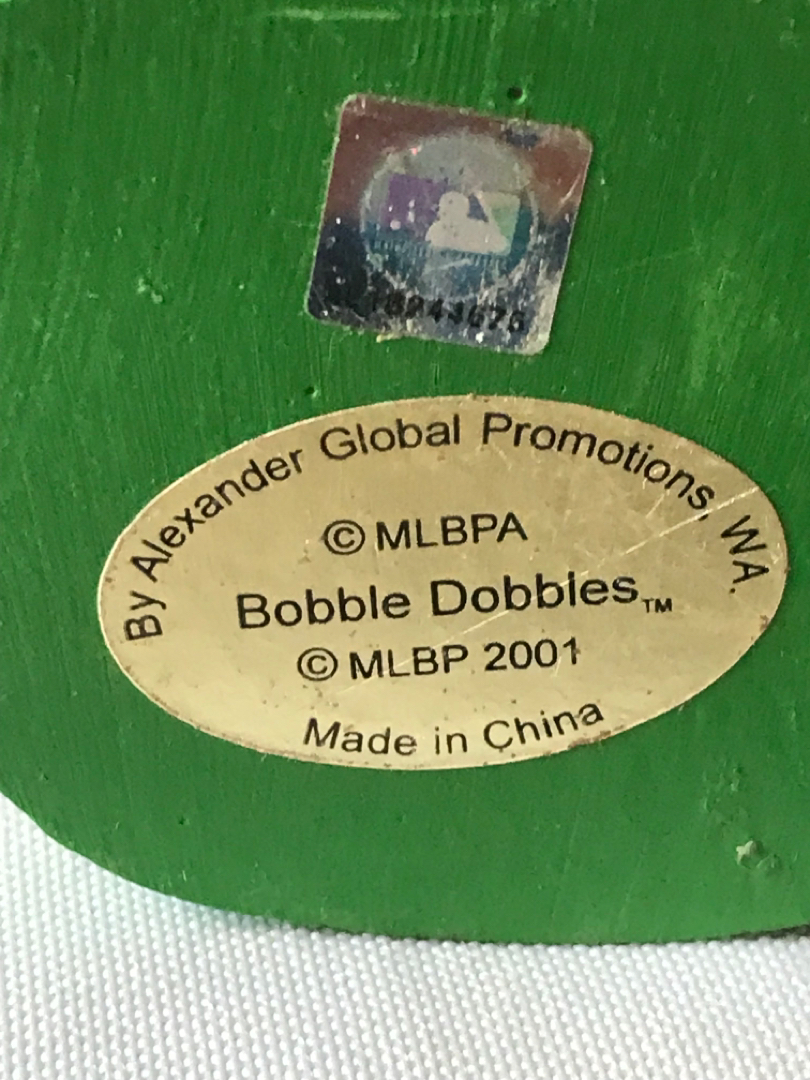 By Alexander Global Promotions, WA.
© MLBPA
Bobble Dobbles™
© MLBP 2001
Made in China